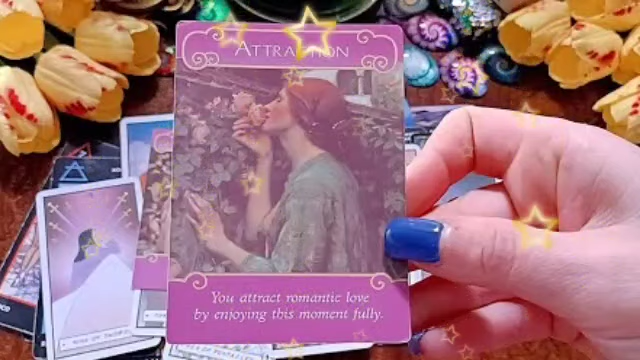 ATTRACTION
You attract romantic love
by enjoying this moment fully.